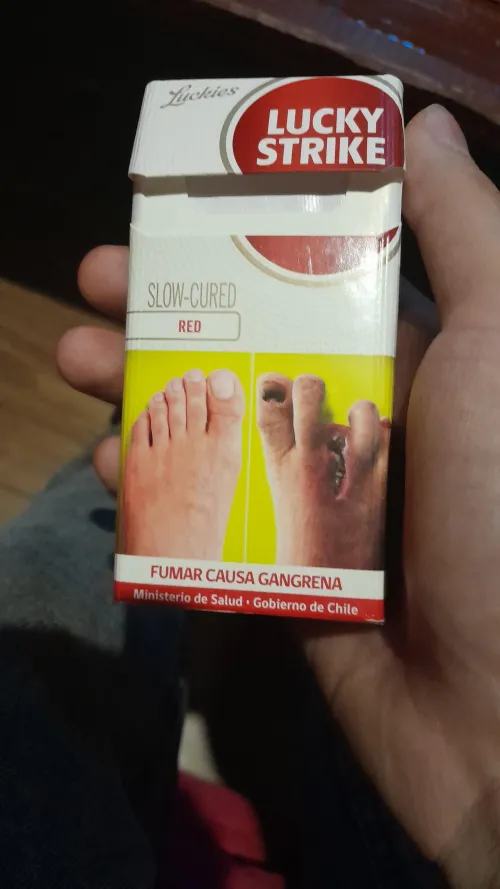 Luckies
LUCKY
STRIKE
SLOW-CURED
RED
FUMAR CAUSA GANGRENA
Ministerio de Salud • Gobierno de Chile